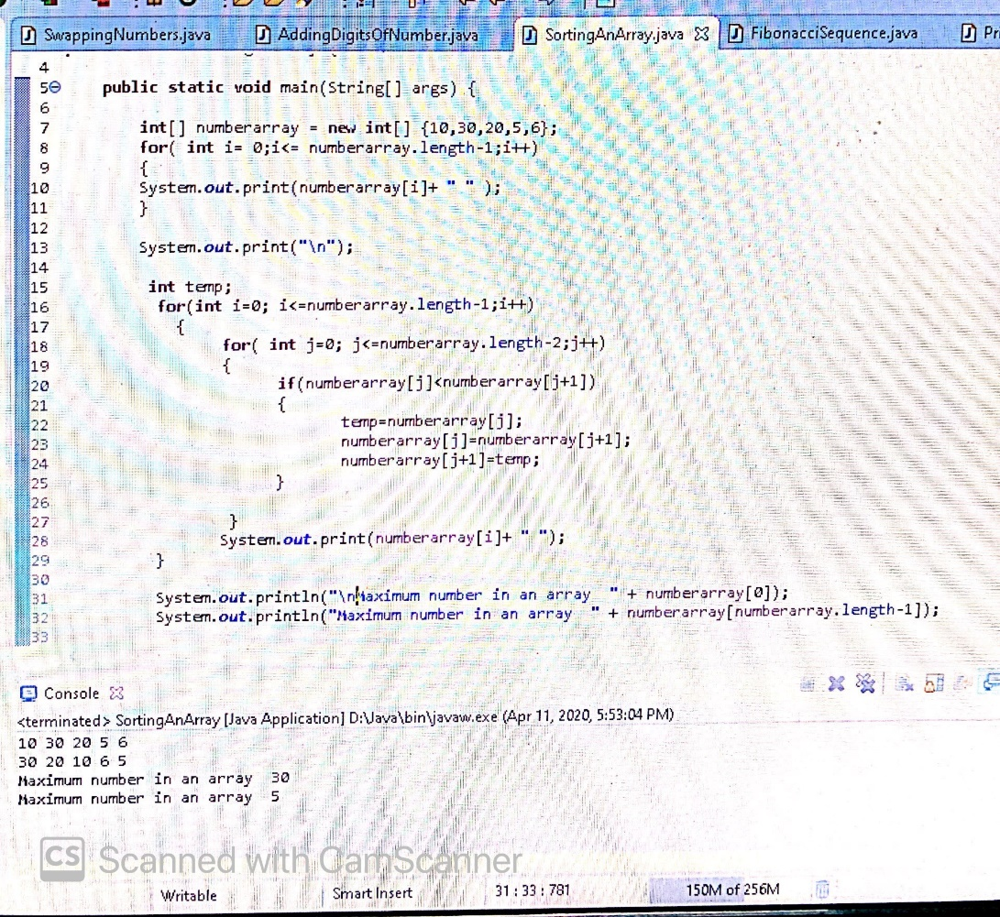 SwappingNumbers.java AddingDigitsOfNumber.java SortingAnArray.java FibonacciSequence.java Pri
4
5 public static void main(String[] args) {
6
7 int[] numberarray = new int[] {10,30,20,5,6};
8 for( int i= 0;i<= numberarray.length-1;i++)
9 {
10 System.out.print(numberarray[i]+ " " );
11 }
12
13 System.out.print("\n");
14
15 int temp;
16 for(int i=0; i<=numberarray.length-1;i++)
17 {
18 for( int j=0; j<=numberarray.length-2;j++)
19 {
20 if(numberarray[j]<numberarray[j+1])
21 {
22 temp=numberarray[j];
23 numberarray[j]=numberarray[j+1];
24 numberarray[j+1]=temp;
25 }
26
27 }
28 System.out.print(numberarray[i]+ " ");
29 }
30
31 System.out.println("\nMaximum number in an array  " + numberarray[0]);
32 System.out.println("Maximum number in an array  " + numberarray[numberarray.length-1]);
33
Console
<terminated> SortingAnArray [Java Application] D:\Java\bin\javaw.exe (Apr 11, 2020, 5:53:04 PM)
10 30 20 5 6
30 20 10 6 5
Maximum number in an array  30
Maximum number in an array  5
CS Scanned with CamScanner
Writable Smart Insert 31 : 33 : 781 150M of 256M